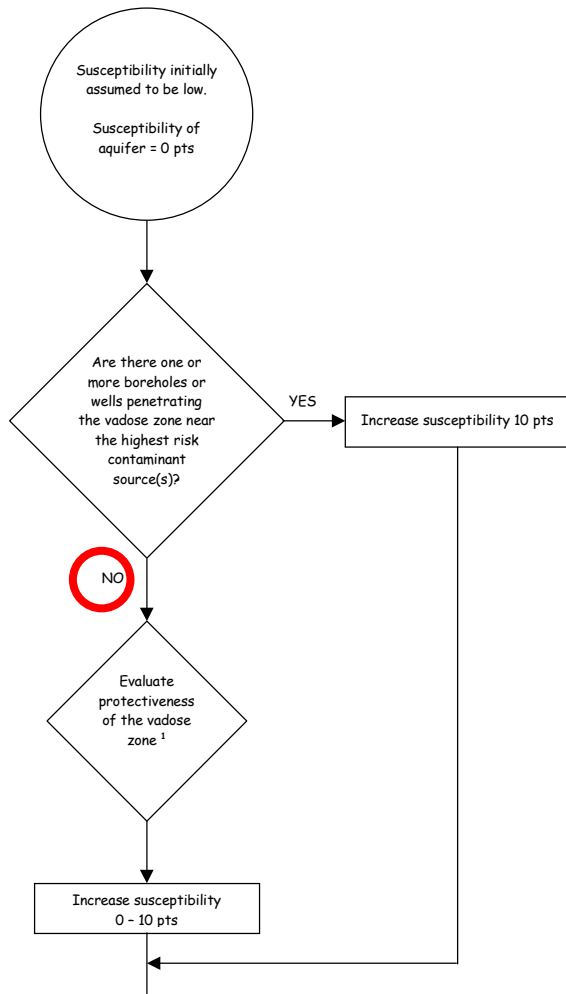 Susceptibility initially
assumed to be low.
Susceptibility of
aquifer = 0 pts
Are there one or
more boreholes or
wells penetrating
the vadose zone near
the highest risk
contaminant
source(s)?
YES
Increase susceptibility 10 pts
NO
Evaluate
protectiveness
of the vadose
zone ¹
Increase susceptibility
0 – 10 pts